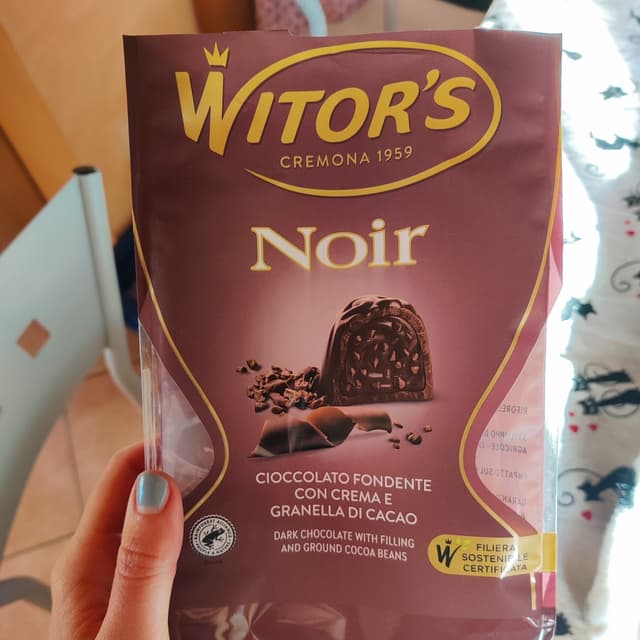 WITOR'S
CREMONA 1959
Noir
CIOCCOLATO FONDENTE
CON CREMA E
GRANELLA DI CACAO
DARK CHOCOLATE WITH FILLING
AND GROUND COCOA BEANS
W FILIERA
SOSTENIBILE
CERTIFICATA